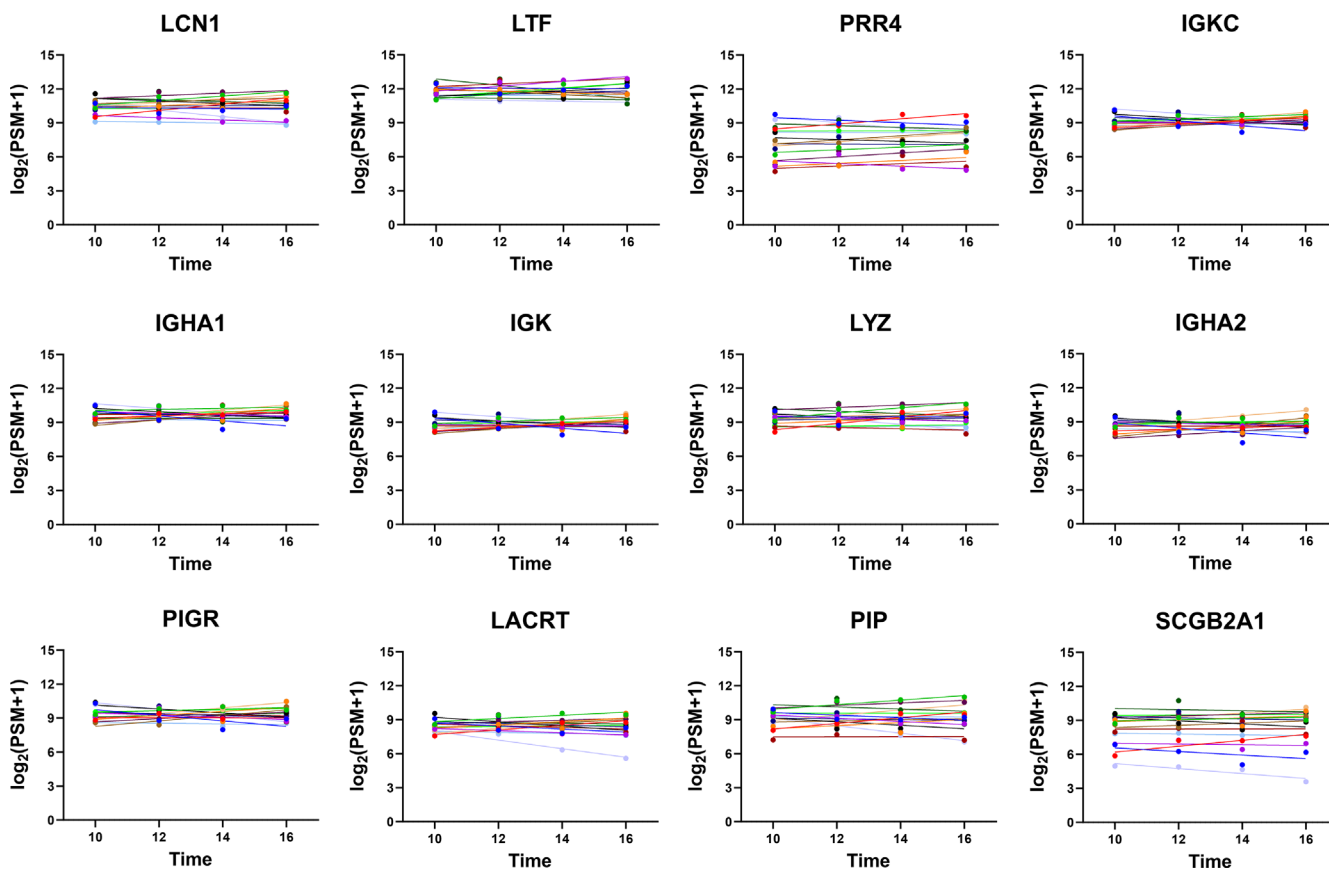 LCN1
LTF
PRR4
IGKC
log2(PSM+1)
15
12
9
6
3
0
10 12 14 16
Time
log2(PSM+1)
15
12
9
6
3
0
10 12 14 16
Time
log2(PSM+1)
15
12
9
6
3
0
10 12 14 16
Time
log2(PSM+1)
15
12
9
6
3
0
10 12 14 16
Time
IGHA1
IGK
LYZ
IGHA2
log2(PSM+1)
15
12
9
6
3
0
10 12 14 16
Time
log2(PSM+1)
15
12
9
6
3
0
10 12 14 16
Time
log2(PSM+1)
15
12
9
6
3
0
10 12 14 16
Time
log2(PSM+1)
15
12
9
6
3
0
10 12 14 16
Time
PIGR
LACRT
PIP
SCGB2A1
log2(PSM+1)
15
12
9
6
3
0
10 12 14 16
Time
log2(PSM+1)
15
12
9
6
3
0
10 12 14 16
Time
log2(PSM+1)
15
12
9
6
3
0
10 12 14 16
Time
log2(PSM+1)
15
12
9
6
3
0
10 12 14 16
Time